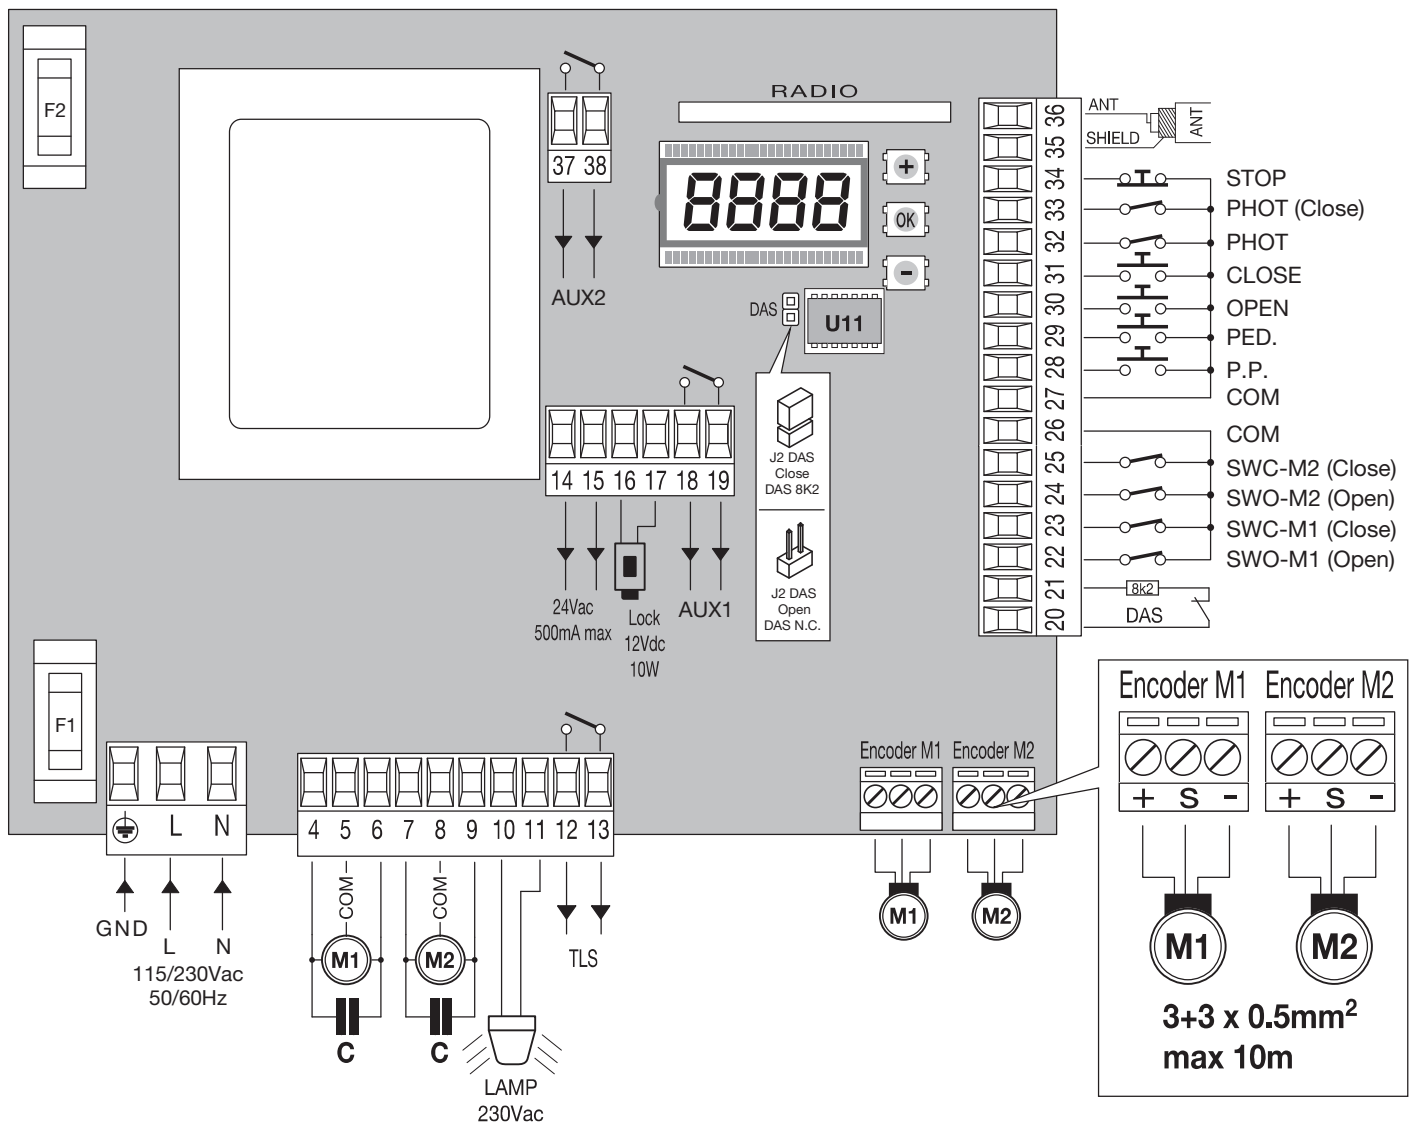 F2
37 38
AUX2
RADIO
8888
+
OK
-
DAS
U11
J2 DAS
Close
DAS 8K2
J2 DAS
Open
DAS N.C.
14 15 16 17 18 19
24Vac
500mA max
Lock
12Vdc
10W
AUX1
36
35
34
33
32
31
30
29
28
27
26
25
24
23
22
21
20
ANT
SHIELD
ANT
STOP
PHOT (Close)
PHOT
CLOSE
OPEN
PED.
P.P.
COM
COM
SWC-M2 (Close)
SWO-M2 (Open)
SWC-M1 (Close)
SWO-M1 (Open)
8k2
DAS
F1
L N
GND
L N
115/230Vac
50/60Hz
4 5 6 7 8 9 10 11 12 13
COM
COM
M1
M2
C
C
LAMP
230Vac
TLS
Encoder M1 Encoder M2
M1
M2
Encoder M1 Encoder M2
+ S - + S -
M1
M2
3+3 x 0.5mm²
max 10m